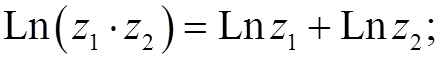 Ln(z₁ · z₂) = Ln z₁ + Ln z₂;